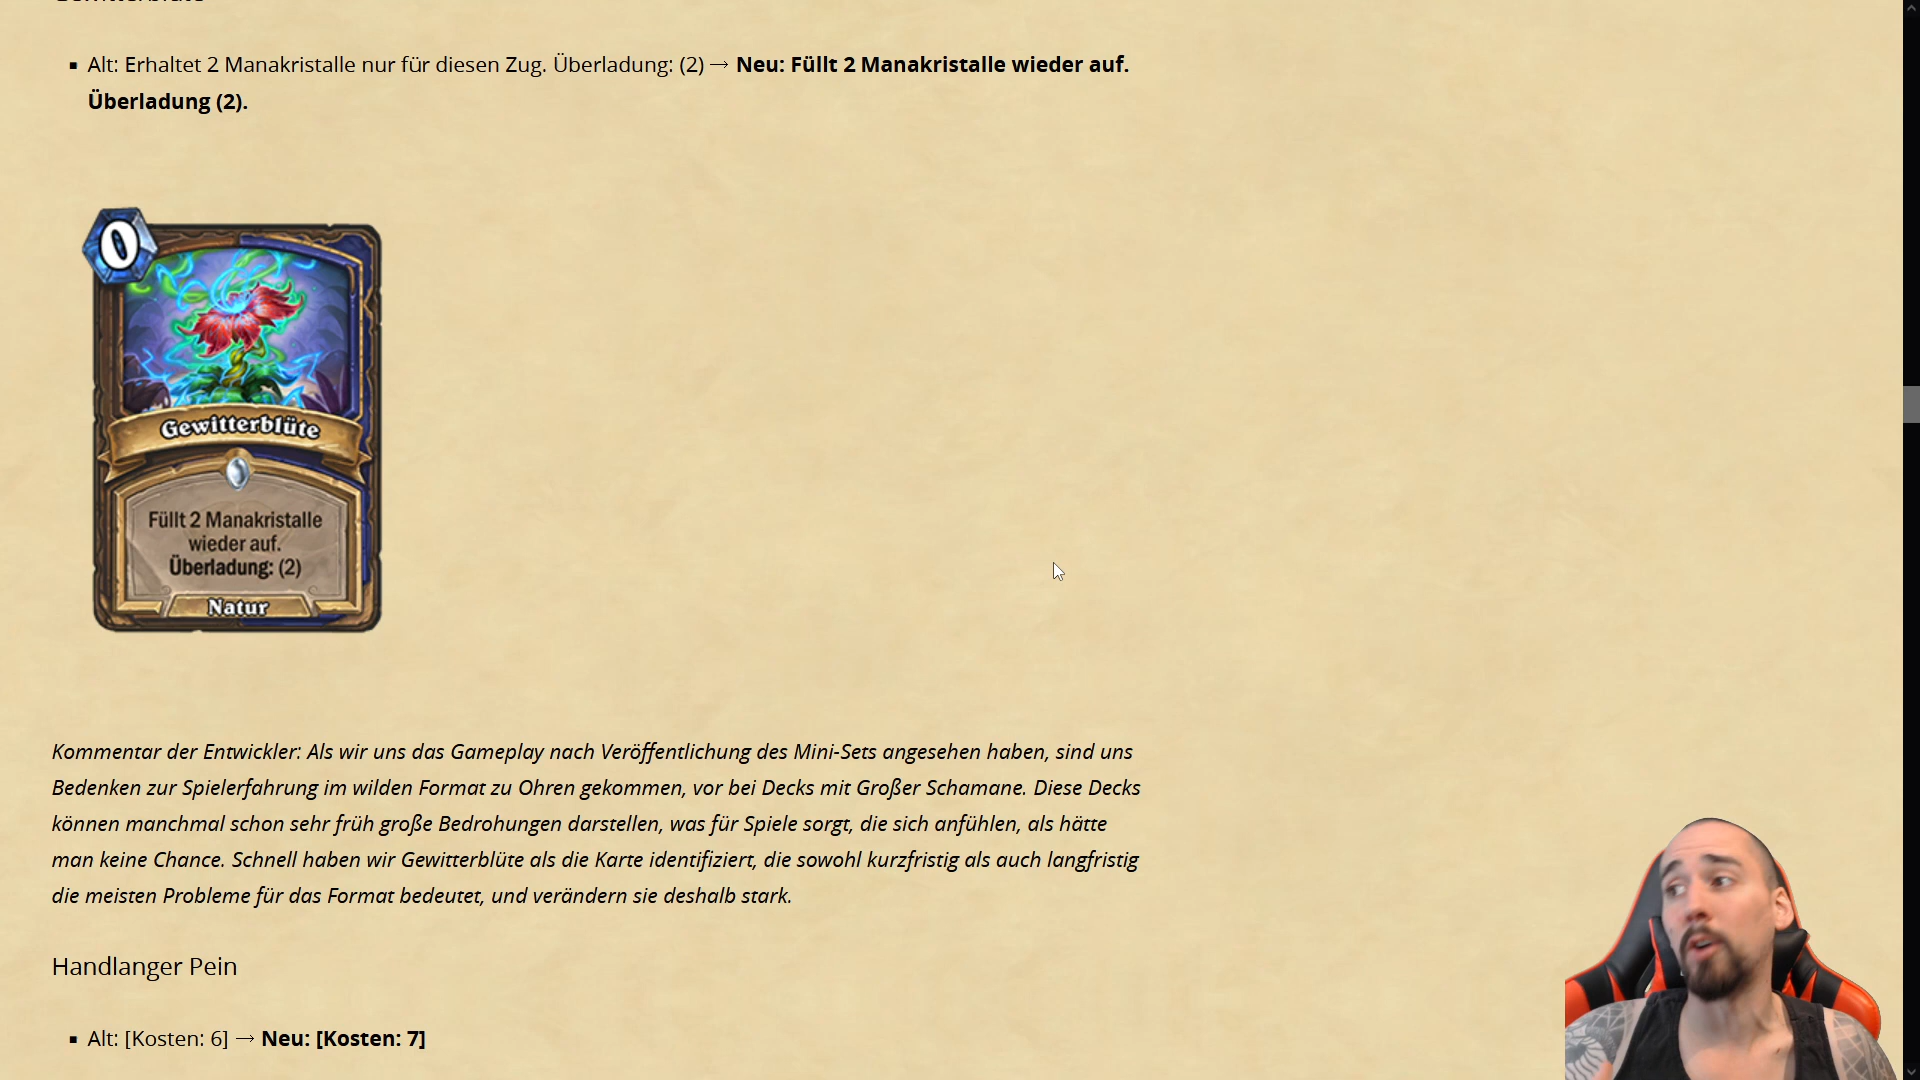 ▪ Alt: Erhaltet 2 Manakristalle nur für diesen Zug. Überladung: (2) → Neu: Füllt 2 Manakristalle wieder auf.
Überladung (2).
0
Gewitterblüte
Füllt 2 Manakristalle
wieder auf.
Überladung: (2)
Natur
Kommentar der Entwickler: Als wir uns das Gameplay nach Veröffentlichung des Mini-Sets angesehen haben, sind uns
Bedenken zur Spielerfahrung im wilden Format zu Ohren gekommen, vor bei Decks mit Großer Schamane. Diese Decks
können manchmal schon sehr früh große Bedrohungen darstellen, was für Spiele sorgt, die sich anfühlen, als hätte
man keine Chance. Schnell haben wir Gewitterblüte als die Karte identifiziert, die sowohl kurzfristig als auch langfristig
die meisten Probleme für das Format bedeutet, und verändern sie deshalb stark.
Handlanger Pein
▪ Alt: [Kosten: 6] → Neu: [Kosten: 7]